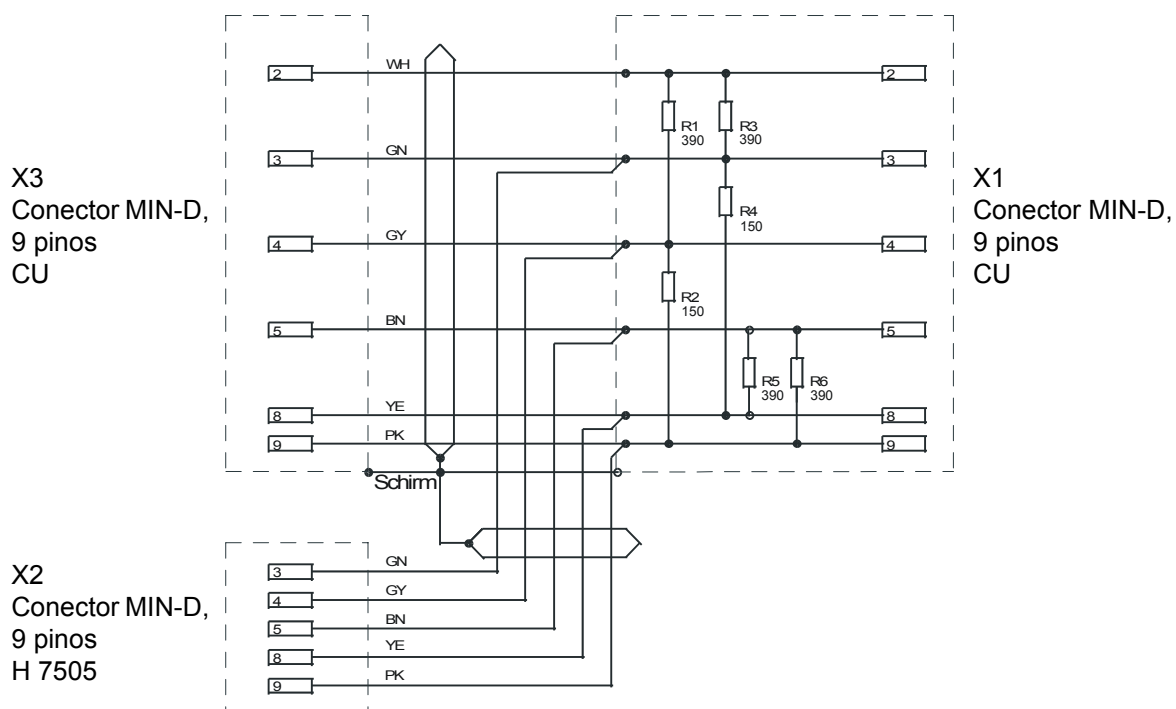 2
WH
2
R1
390
R3
390
3
GN
3
X3
Conector MIN-D,
9 pinos
CU
X1
Conector MIN-D,
9 pinos
CU
R4
150
4
GY
4
R2
150
5
BN
5
R5
390
R6
390
8
YE
8
9
PK
9
Schirm
X2
Conector MIN-D,
9 pinos
H 7505
3
GN
4
GY
5
BN
8
YE
9
PK